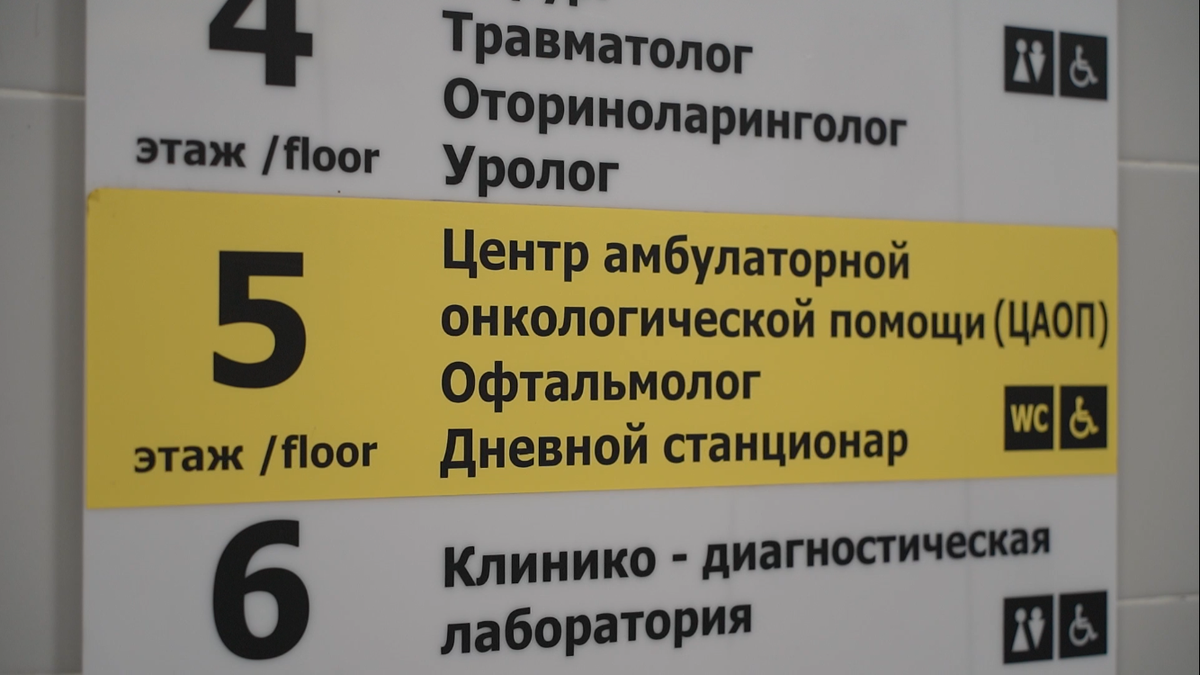 4
Травматолог
Оториноларинголог
этаж /floor
Уролог
5
Центр амбулаторной
онкологической помощи (ЦАОП)
Офтальмолог
WC
этаж /floor
Дневной станционар
6
Клинико - диагностическая
лаборатория